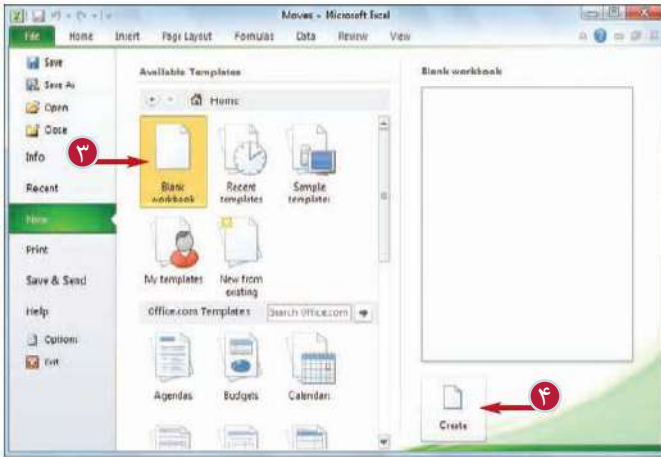 Moves - Microsoft Excel
File Home Insert Page Layout Formulas Data Review View
Save
Save As
Open
Close
Info
Recent
New
Print
Save & Send
Help
Options
Exit
Available Templates
Home
۳
Blank workbook
Recent templates
Sample templates
My templates
New from existing
Office.com Templates
Search Office.com
Agendas
Budgets
Calendars
Blank workbook
۴
Create